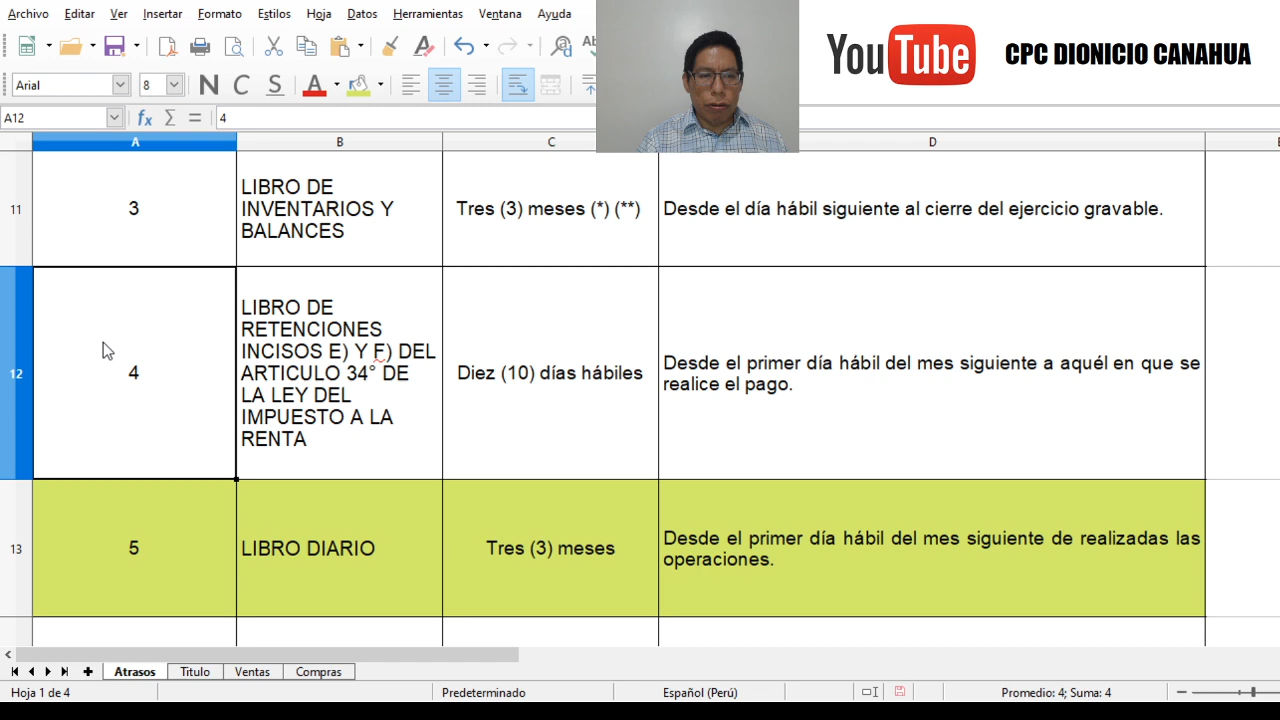 Archivo Editar Ver Insertar Formato Estilos Hoja Datos Herramientas Ventana Ayuda
YouTube CPC DIONICIO CANAHUA
Arial 8 N C S A
A12 fx Σ = 4
A B C D
11 3
LIBRO DE
INVENTARIOS Y
BALANCES
Tres (3) meses (*) (**)
Desde el día hábil siguiente al cierre del ejercicio gravable.
12 4
LIBRO DE
RETENCIONES
INCISOS E) Y F) DEL
ARTICULO 34° DE
LA LEY DEL
IMPUESTO A LA
RENTA
Diez (10) días hábiles
Desde el primer día hábil del mes siguiente a aquél en que se
realice el pago.
13 5
LIBRO DIARIO
Tres (3) meses
Desde el primer día hábil del mes siguiente de realizadas las
operaciones.
Atrasos Titulo Ventas Compras
Hoja 1 de 4 Predeterminado Español (Perú) Promedio: 4; Suma: 4